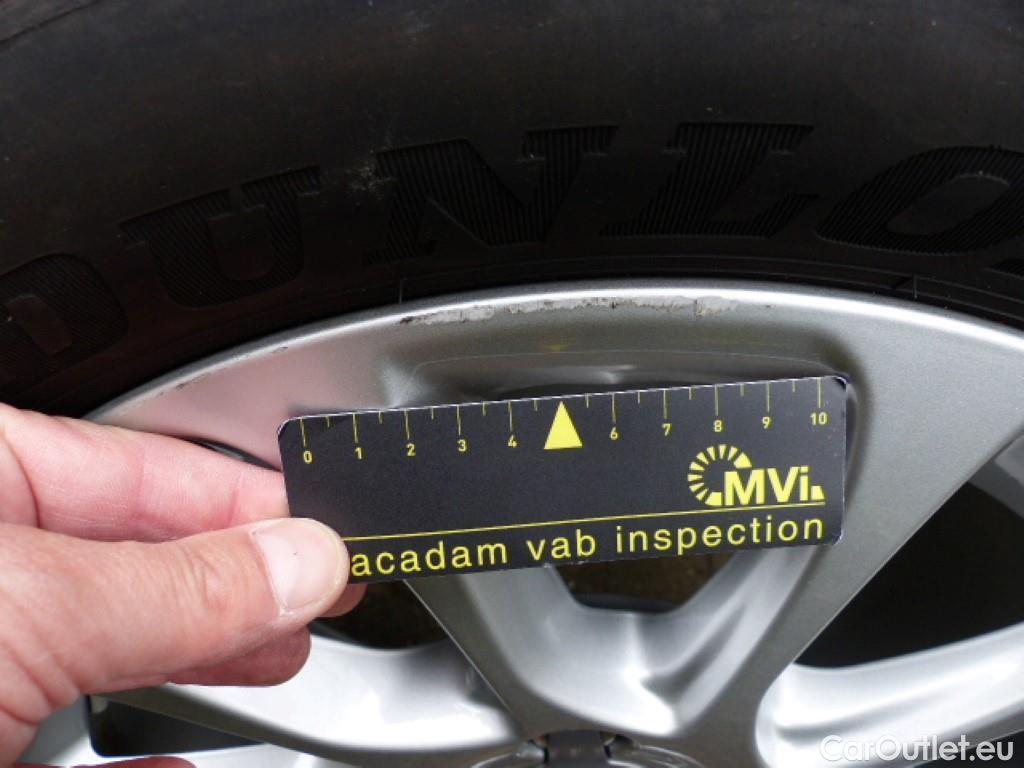 DUNLO
0 1 2 3 4 6 7 8 9 10
MVi
acadam vab inspection
CarOutlet.eu